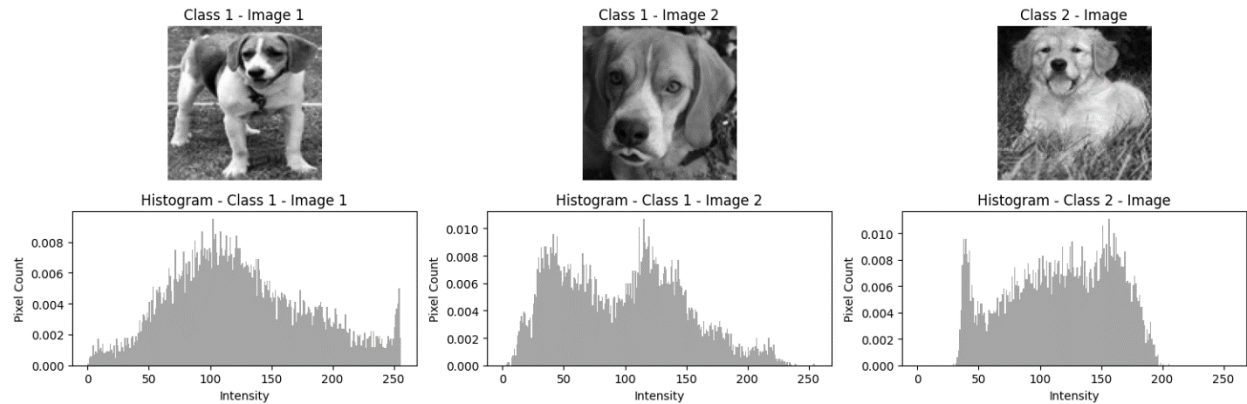 Class 1 - Image 1
Class 1 - Image 2
Class 2 - Image
Histogram - Class 1 - Image 1
Pixel Count
0.008
0.006
0.004
0.002
0.000
0
50
100
150
200
250
Intensity
Histogram - Class 1 - Image 2
Pixel Count
0.010
0.008
0.006
0.004
0.002
0.000
0
50
100
150
200
250
Intensity
Histogram - Class 2 - Image
Pixel Count
0.010
0.008
0.006
0.004
0.002
0.000
0
50
100
150
200
250
Intensity